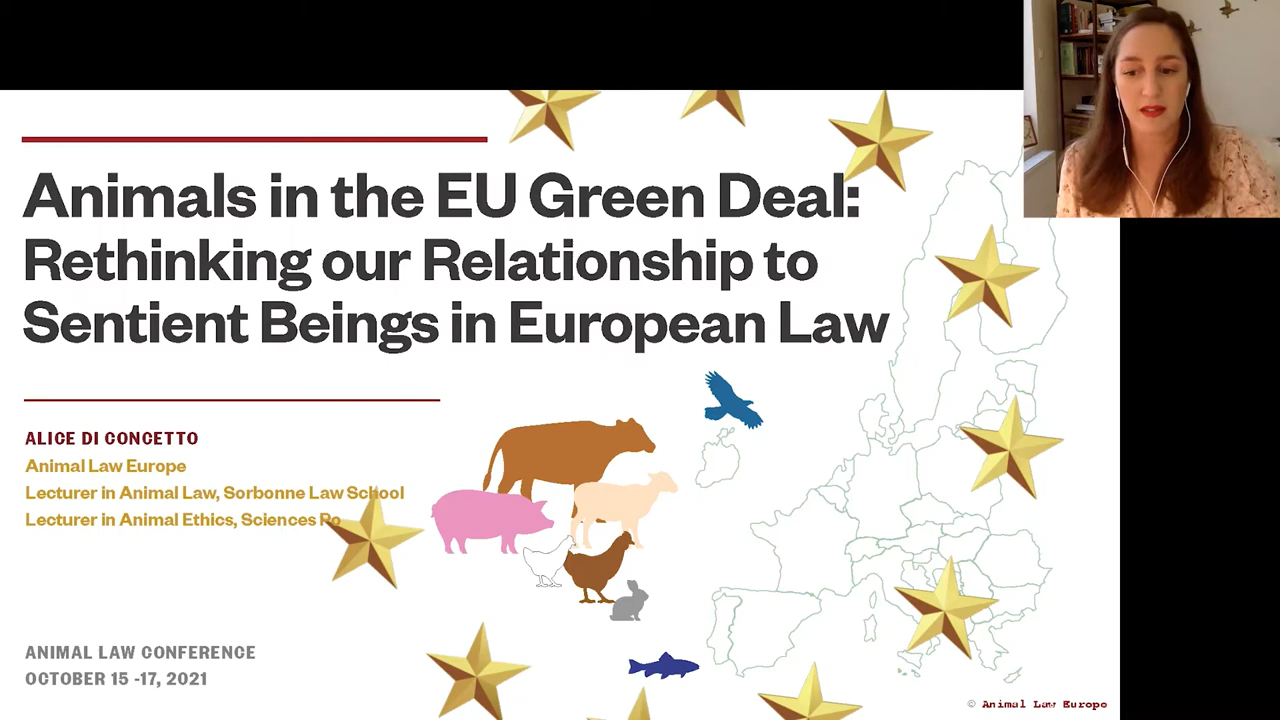 Animals in the EU Green Deal:
Rethinking our Relationship to
Sentient Beings in European Law
ALICE DI CONCETTO
Animal Law Europe
Lecturer in Animal Law, Sorbonne Law School
Lecturer in Animal Ethics, Sciences Po
ANIMAL LAW CONFERENCE
OCTOBER 15 -17, 2021
© Animal Law Europe